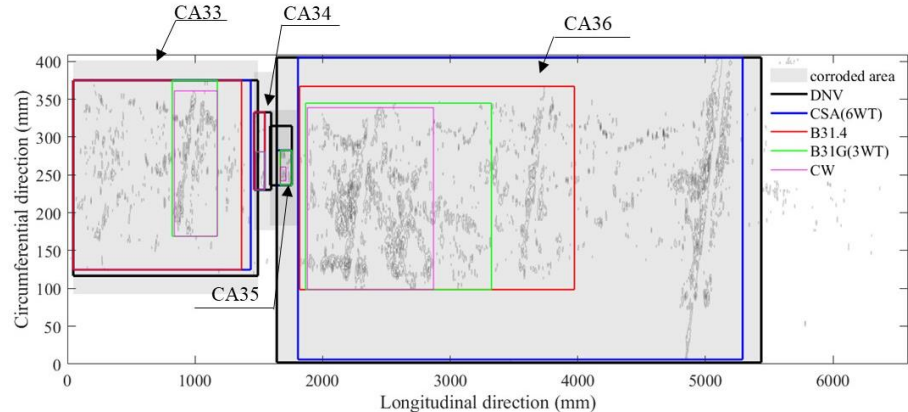 CA33
CA34
CA36
CA35
Circumferential direction (mm)
400
350
300
250
200
150
100
50
0
corroded area
DNV
CSA(6WT)
B31.4
B31G(3WT)
CW
0
1000
2000
3000
4000
5000
6000
Longitudinal direction (mm)